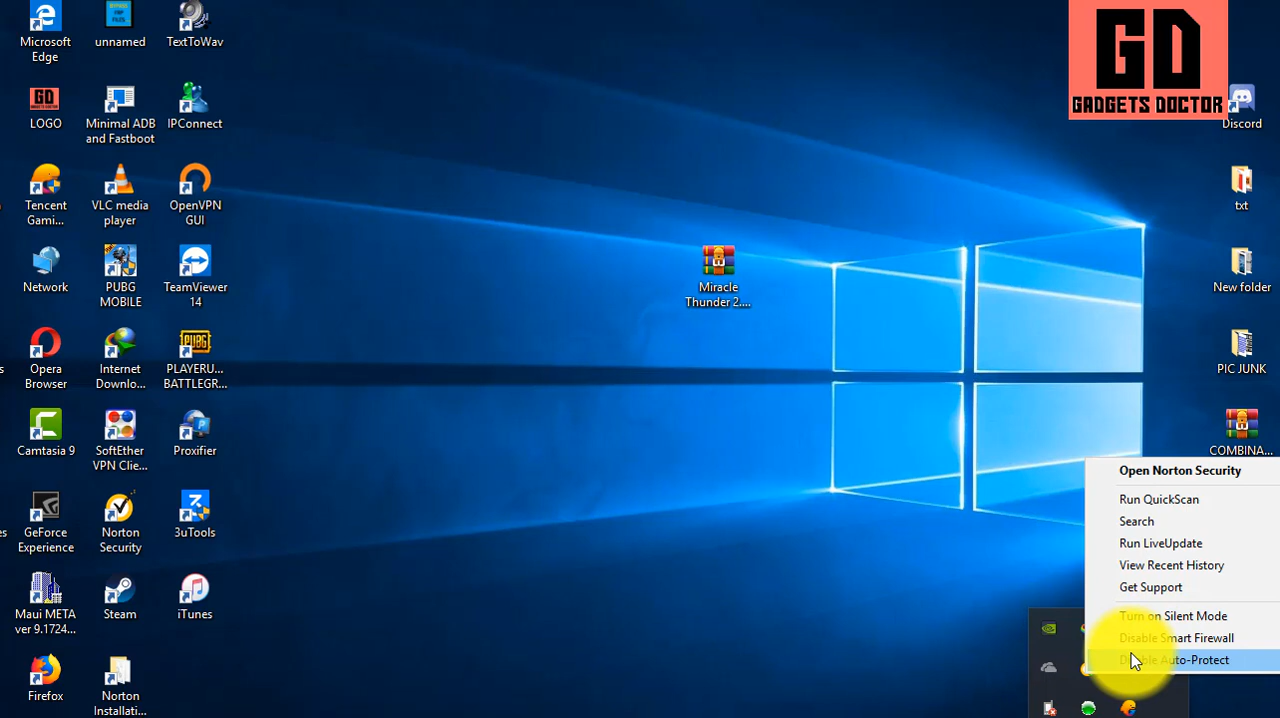 Microsoft
Edge
unnamed
TextToWav
GD
GADGETS DOCTOR
Discord
GD
LOGO
Minimal ADB
and Fastboot
IPConnect
Tencent
Gami...
VLC media
player
OpenVPN
GUI
txt
Network
PUBG
MOBILE
TeamViewer
14
Miracle
Thunder 2....
New folder
Opera
Browser
Internet
Downlo...
PUBG
PLAYERU...
BATTLEGR...
PIC JUNK
Camtasia 9
SoftEther
VPN Clie...
Proxifier
COMBINA...
GeForce
Experience
Norton
Security
3uTools
Open Norton Security
Run QuickScan
Search
Run LiveUpdate
View Recent History
Get Support
Turn on Silent Mode
Disable Smart Firewall
Disable Auto-Protect
Maui META
ver 9.1724...
Steam
iTunes
Firefox
Norton
Installati...